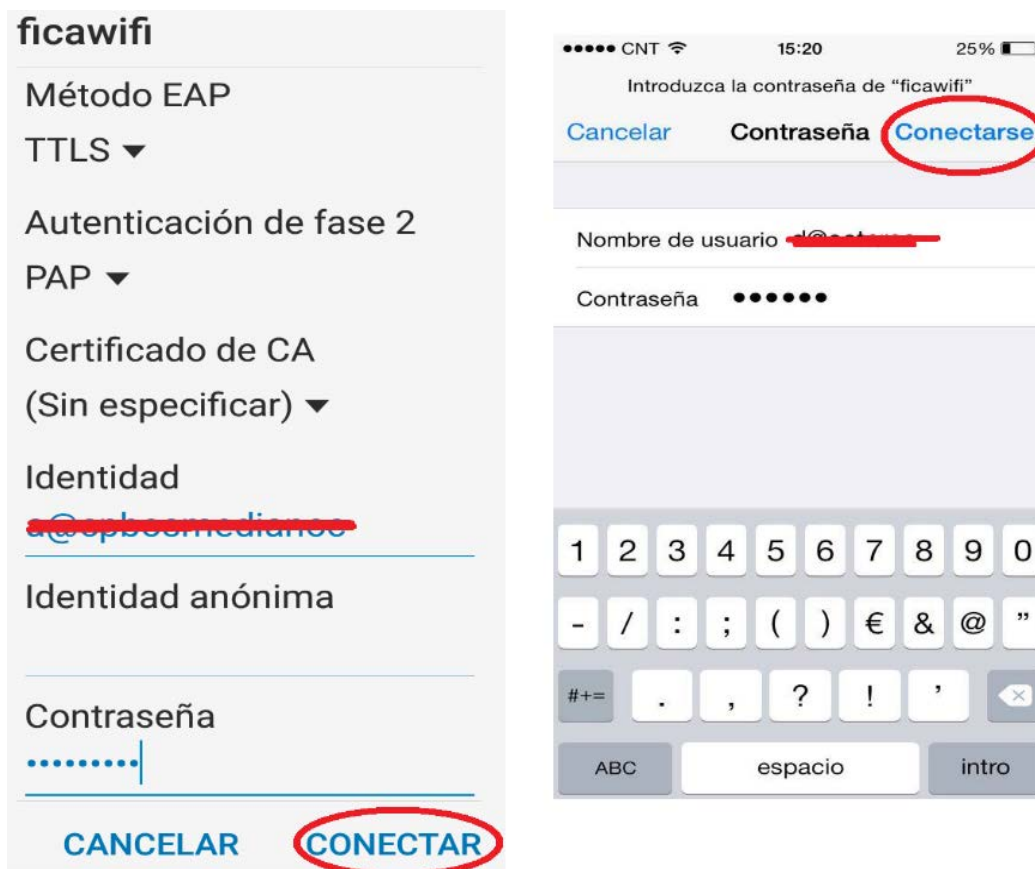 ficawifi
Método EAP
TTLS
Autenticación de fase 2
PAP
Certificado de CA
(Sin especificar)
Identidad
Identidad anónima
Contraseña
•••••••••
CANCELAR CONECTAR
CNT 15:20 25%
Introduzca la contraseña de “ficawifi”
Cancelar Contraseña Conectarse
Nombre de usuario
Contraseña ••••••
1 2 3 4 5 6 7 8 9 0
- / : ; ( ) € & @ ”
#+= . , ? ! ’
ABC espacio intro